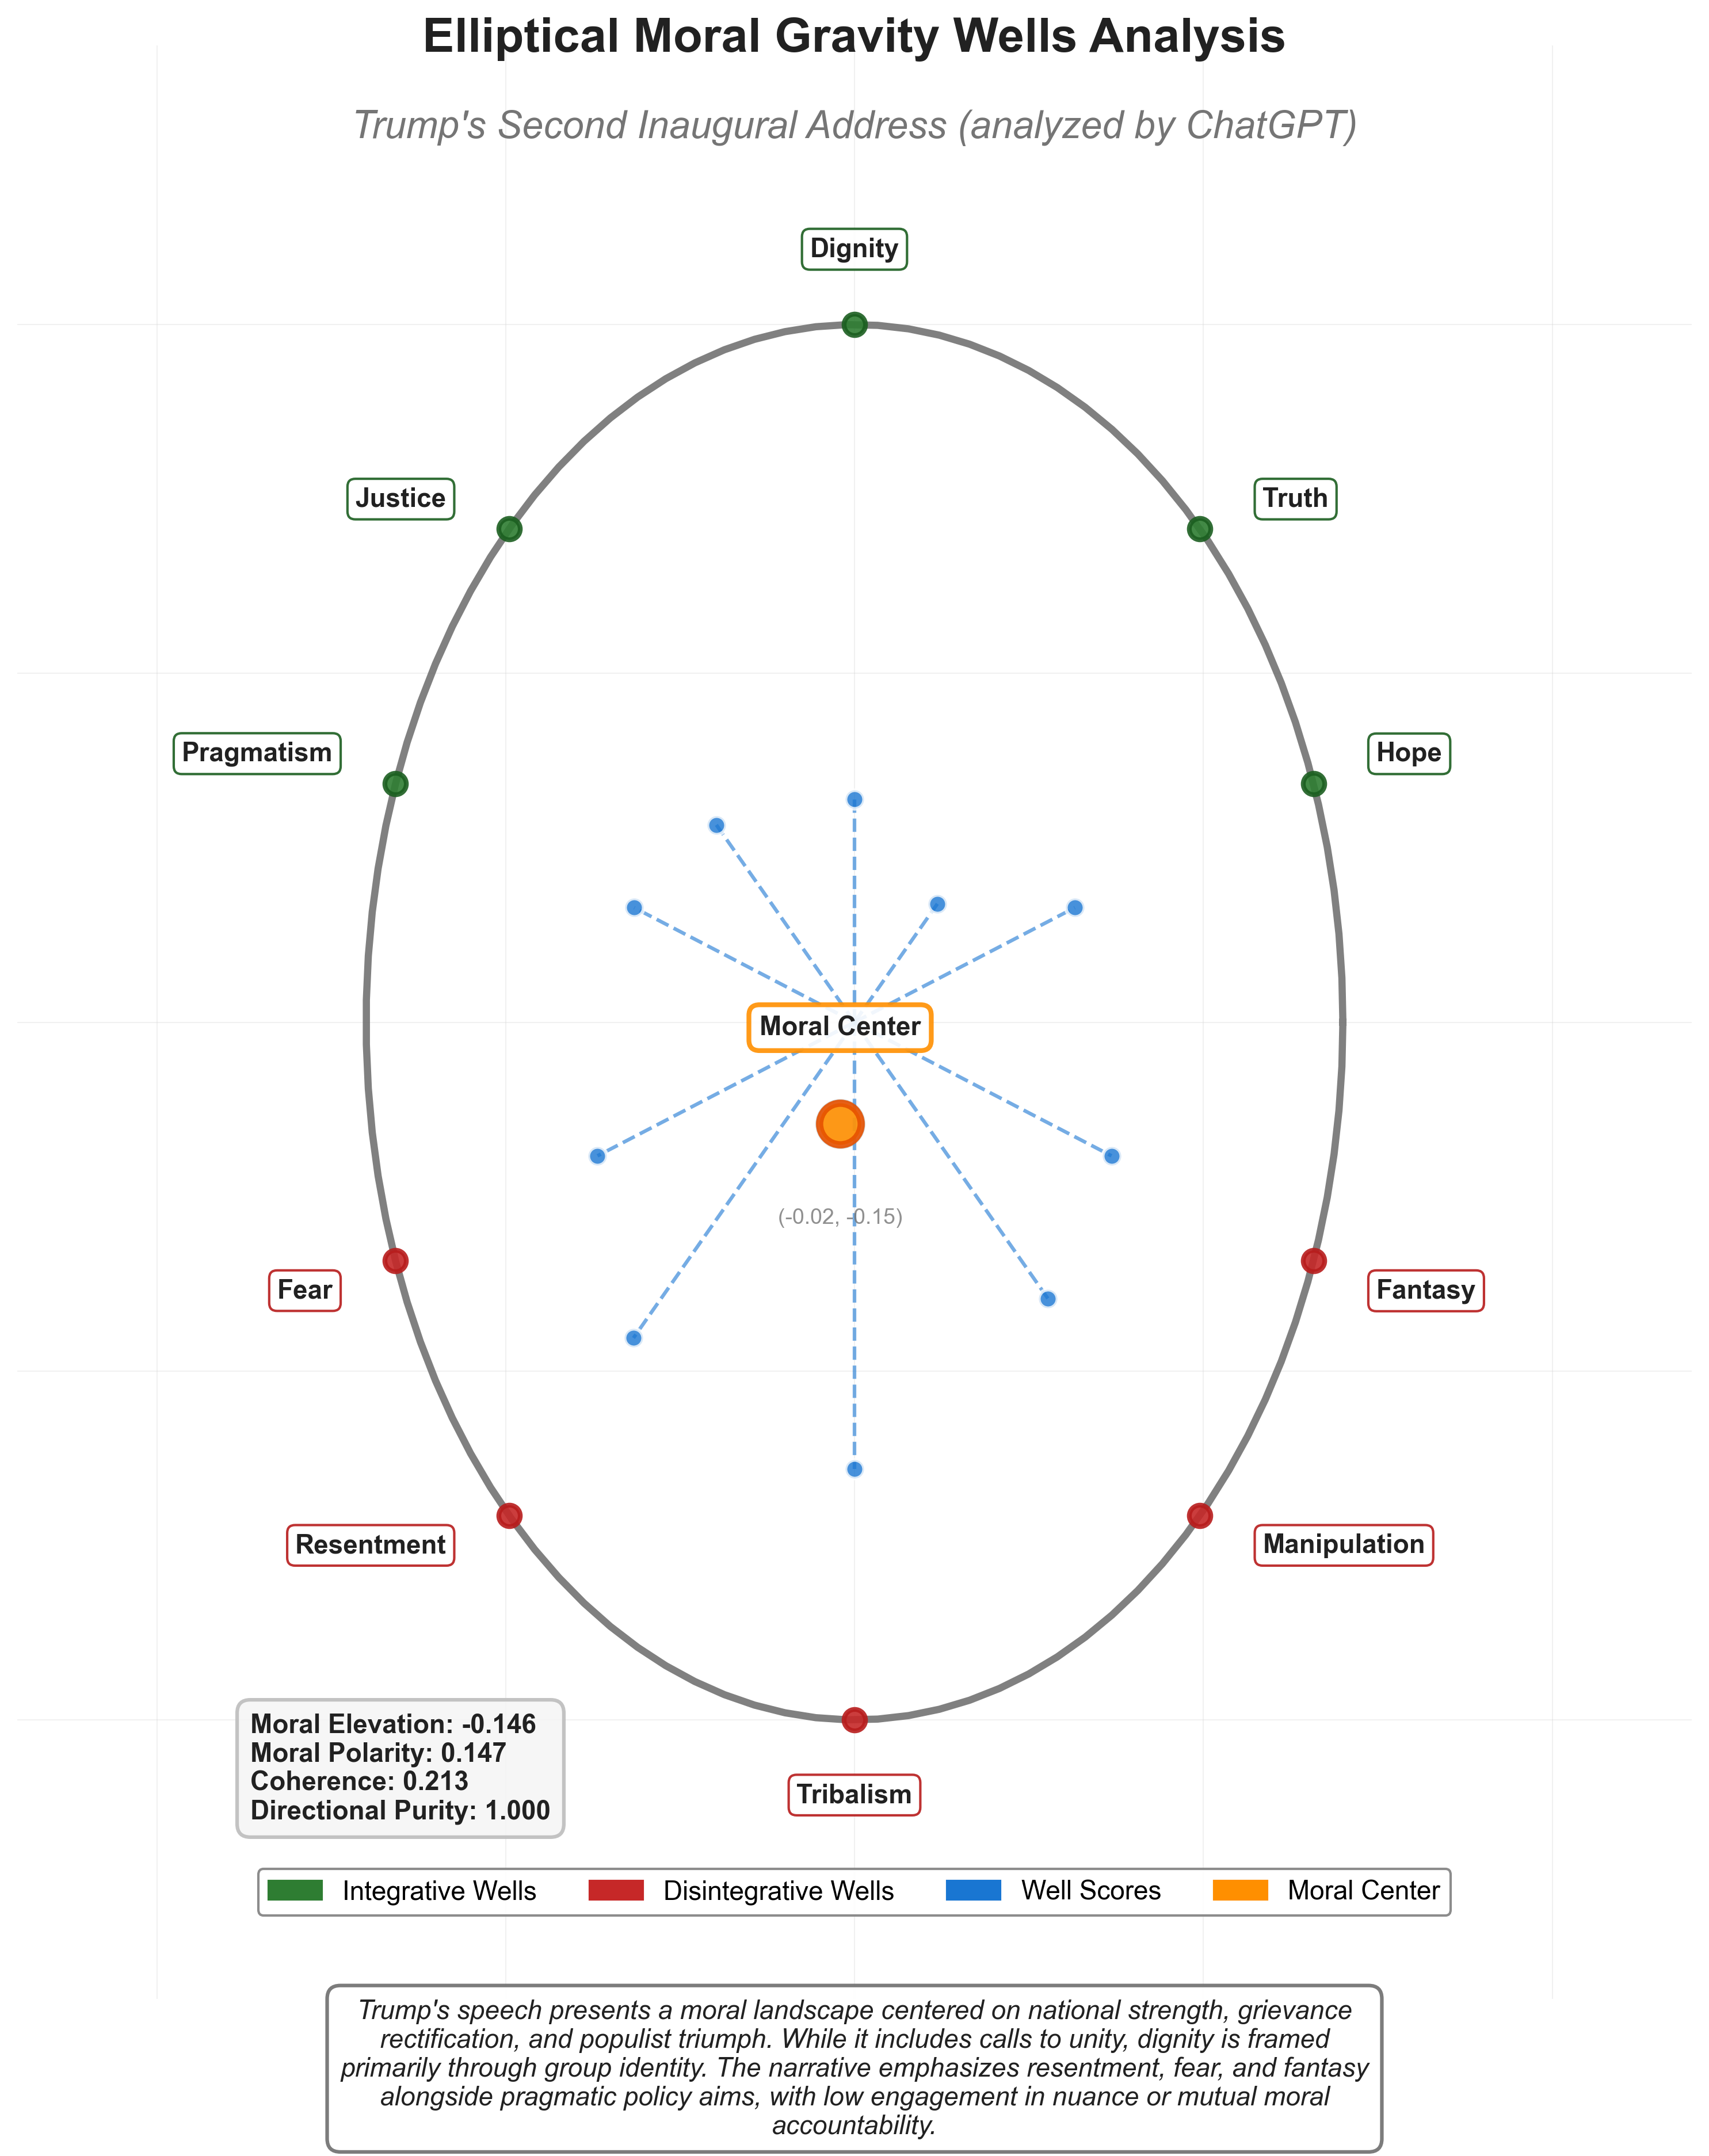 Elliptical Moral Gravity Wells Analysis
Trump's Second Inaugural Address (analyzed by ChatGPT)
Dignity
Justice
Truth
Pragmatism
Hope
Moral Center
(-0.02, -0.15)
Fear
Fantasy
Resentment
Manipulation
Tribalism
Moral Elevation: -0.146
Moral Polarity: 0.147
Coherence: 0.213
Directional Purity: 1.000
Integrative Wells
Disintegrative Wells
Well Scores
Moral Center
Trump's speech presents a moral landscape centered on national strength, grievance
rectification, and populist triumph. While it includes calls to unity, dignity is framed
primarily through group identity. The narrative emphasizes resentment, fear, and fantasy
alongside pragmatic policy aims, with low engagement in nuance or mutual moral
accountability.